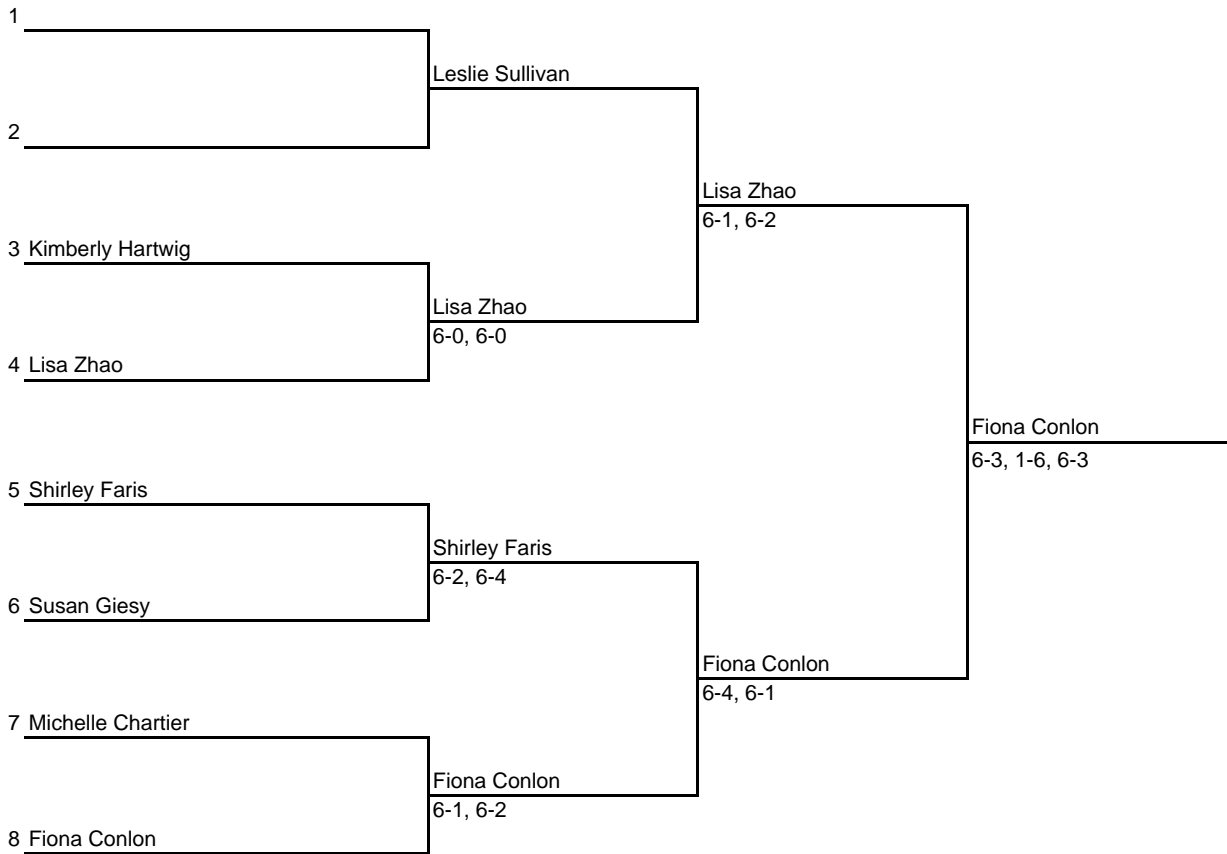 1
Leslie Sullivan
2
Lisa Zhao
6-1, 6-2
3 Kimberly Hartwig
Lisa Zhao
6-0, 6-0
4 Lisa Zhao
Fiona Conlon
6-3, 1-6, 6-3
5 Shirley Faris
Shirley Faris
6-2, 6-4
6 Susan Giesy
Fiona Conlon
6-4, 6-1
7 Michelle Chartier
Fiona Conlon
6-1, 6-2
8 Fiona Conlon